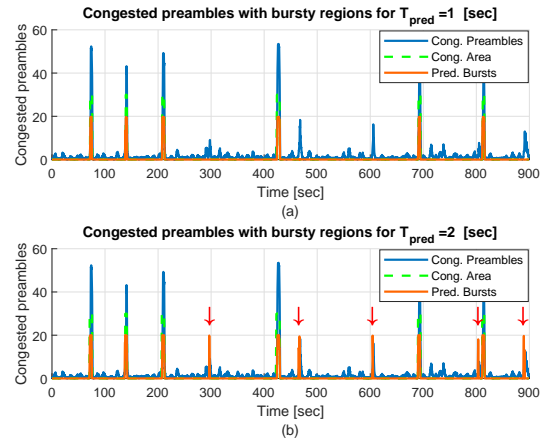 Congested preambles with bursty regions for T_pred =1 [sec]
Congested preambles
60
40
20
0
Cong. Preambles
Cong. Area
Pred. Bursts
0 100 200 300 400 500 600 700 800 900
Time [sec]
(a)
Congested preambles with bursty regions for T_pred =2 [sec]
Congested preambles
60
40
20
0
Cong. Preambles
Cong. Area
Pred. Bursts
0 100 200 300 400 500 600 700 800 900
Time [sec]
(b)